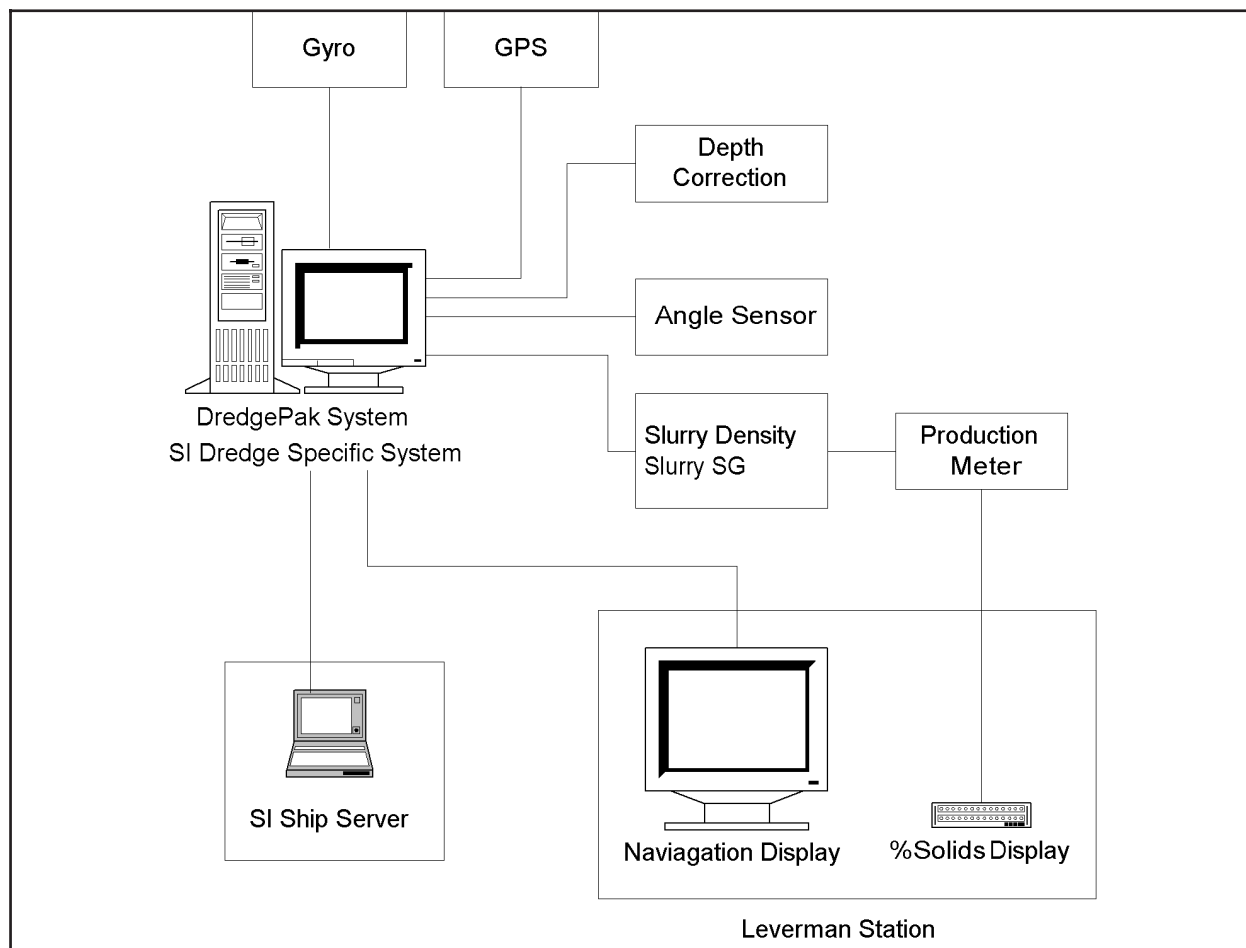 Gyro
GPS
Depth
Correction
Angle Sensor
DredgePak System
SI Dredge Specific System
Slurry Density
Slurry SG
Production
Meter
SI Ship Server
Naviagation Display
%Solids Display
Leverman Station